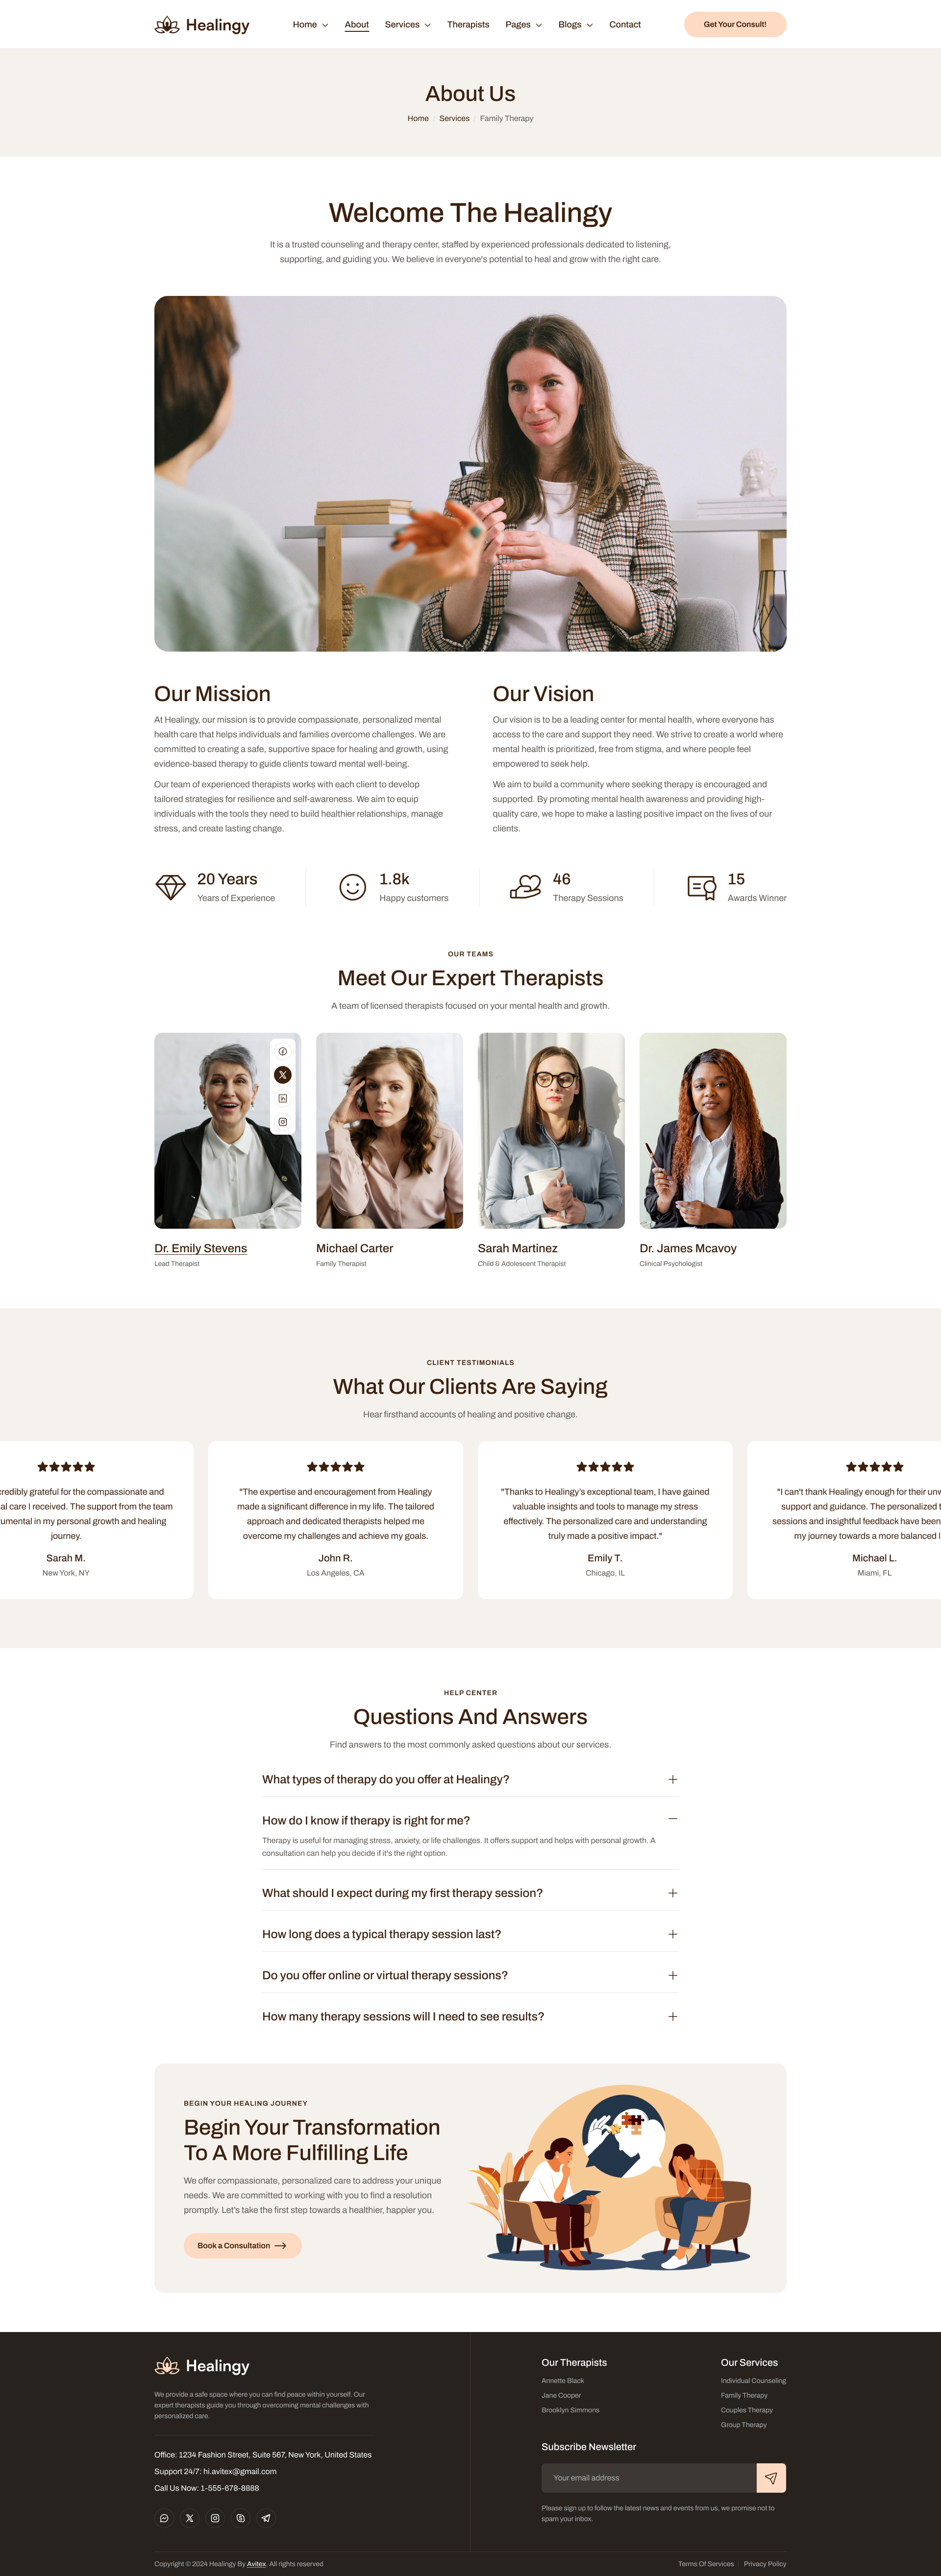 Healingy
Home About Services Therapists Pages Blogs Contact
Get Your Consult!
About Us
Home / Services / Family Therapy
Welcome The Healingy
It is a trusted counseling and therapy center, staffed by experienced professionals dedicated to listening,
supporting, and guiding you. We believe in everyone's potential to heal and grow with the right care.
Our Mission
At Healingy, our mission is to provide compassionate, personalized mental
health care that helps individuals and families overcome challenges. We are
committed to creating a safe, supportive space for healing and growth, using
evidence-based therapy to guide clients toward mental well-being.
Our team of experienced therapists works with each client to develop
tailored strategies for resilience and self-awareness. We aim to equip
individuals with the tools they need to build healthier relationships, manage
stress, and create lasting change.
Our Vision
Our vision is to be a leading center for mental health, where everyone has
access to the care and support they need. We strive to create a world where
mental health is prioritized, free from stigma, and where people feel
empowered to seek help.
We aim to build a community where seeking therapy is encouraged and
supported. By promoting mental health awareness and providing high-
quality care, we hope to make a lasting positive impact on the lives of our
clients.
20 Years
Years of Experience
1.8k
Happy customers
46
Therapy Sessions
15
Awards Winner
OUR TEAMS
Meet Our Expert Therapists
A team of licensed therapists focused on your mental health and growth.
Dr. Emily Stevens
Lead Therapist
Michael Carter
Family Therapist
Sarah Martinez
Child & Adolescent Therapist
Dr. James Mcavoy
Clinical Psychologist
CLIENT TESTIMONIALS
What Our Clients Are Saying
Hear firsthand accounts of healing and positive change.
grateful for the compassionate and
care I received. The support from the team
in my personal growth and healing
journey.
Sarah M.
New York, NY
"The expertise and encouragement from Healingy
made a significant difference in my life. The tailored
approach and dedicated therapists helped me
overcome my challenges and achieve my goals.
John R.
Los Angeles, CA
"Thanks to Healingy's exceptional team, I have gained
valuable insights and tools to manage my stress
effectively. The personalized care and understanding
truly made a positive impact."
Emily T.
Chicago, IL
"I can't thank Healingy enough for their
support and guidance. The personalized
sessions and insightful feedback have been
my journey towards a more balanced
Michael L.
Miami, FL
HELP CENTER
Questions And Answers
Find answers to the most commonly asked questions about our services.
What types of therapy do you offer at Healingy?
How do I know if therapy is right for me?
Therapy is useful for managing stress, anxiety, or life challenges. It offers support and helps with personal growth. A
consultation can help you decide if it's the right option.
What should I expect during my first therapy session?
How long does a typical therapy session last?
Do you offer online or virtual therapy sessions?
How many therapy sessions will I need to see results?
BEGIN YOUR HEALING JOURNEY
Begin Your Transformation
To A More Fulfilling Life
We offer compassionate, personalized care to address your unique
needs. We are committed to working with you to find a resolution
promptly. Let's take the first step towards a healthier, happier you.
Book a Consultation
Healingy
We provide a safe space where you can find peace within yourself. Our
expert therapists guide you through overcoming mental challenges with
personalized care.
Office: 1234 Fashion Street, Suite 567, New York, United States
Support 24/7: hi.avitex@gmail.com
Call Us Now: 1-555-678-8888
Our Therapists
Annette Black
Jane Cooper
Brooklyn Simmons
Our Services
Individual Counseling
Family Therapy
Couples Therapy
Group Therapy
Subscribe Newsletter
Your email address
Please sign up to follow the latest news and events from us, we promise not to
spam your inbox.
Copyright © 2024 Healingy By Avitex. All rights reserved
Terms Of Services Privacy Policy